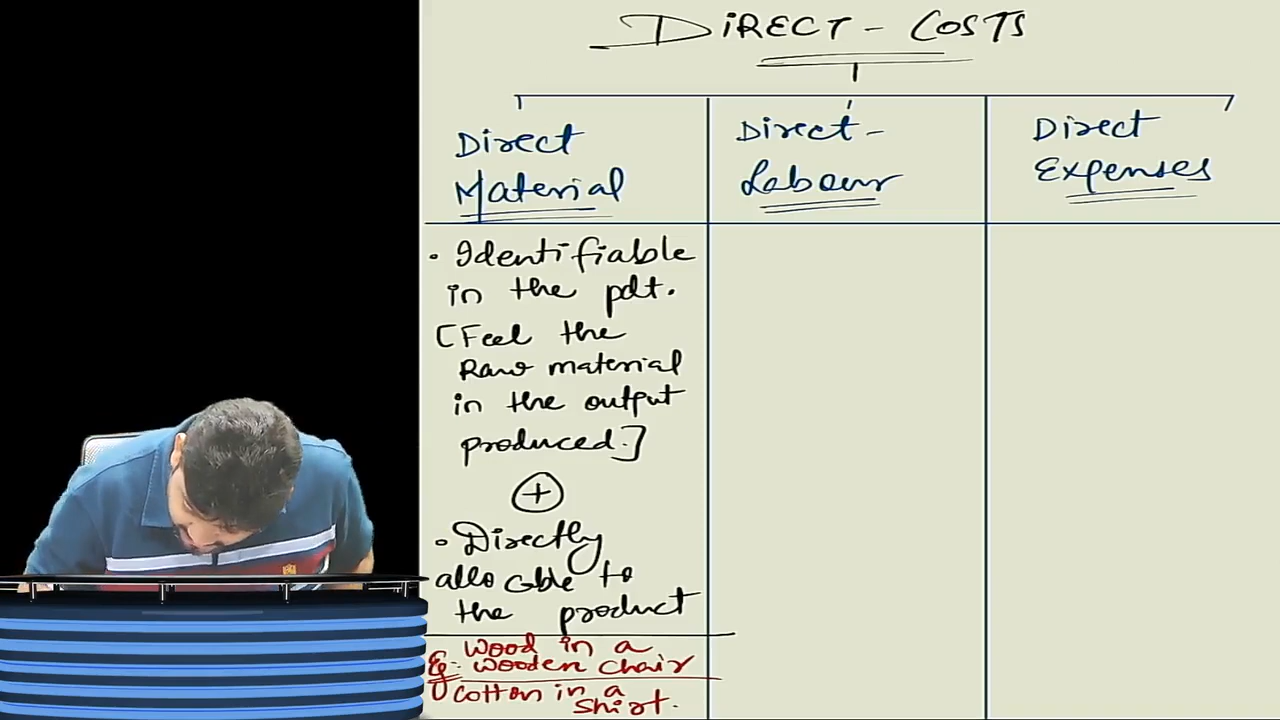 DIRECT - COSTS
Direct
Material
Direct -
Labour
Direct
Expenses
• Identifiable
in the pdt.
[Feel the
Raw material
in the output
produced.]
+
• Directly
allocable to
the product
Eg:- Wood in a
wooden chair
Cotton in a
Shirt.